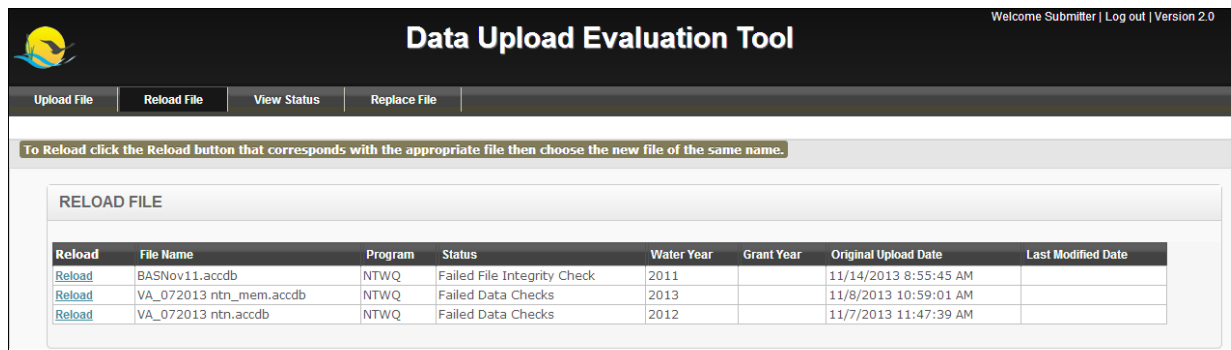 Welcome Submitter | Log out | Version 2.0
Data Upload Evaluation Tool
Upload File Reload File View Status Replace File
To Reload click the Reload button that corresponds with the appropriate file then choose the new file of the same name.
RELOAD FILE
Reload File Name Program Status Water Year Grant Year Original Upload Date Last Modified Date
Reload BASNov11.accdb NTWQ Failed File Integrity Check 2011 11/14/2013 8:55:45 AM
Reload VA_072013 ntn_mem.accdb NTWQ Failed Data Checks 2013 11/8/2013 10:59:01 AM
Reload VA_072013 ntn.accdb NTWQ Failed Data Checks 2012 11/7/2013 11:47:39 AM